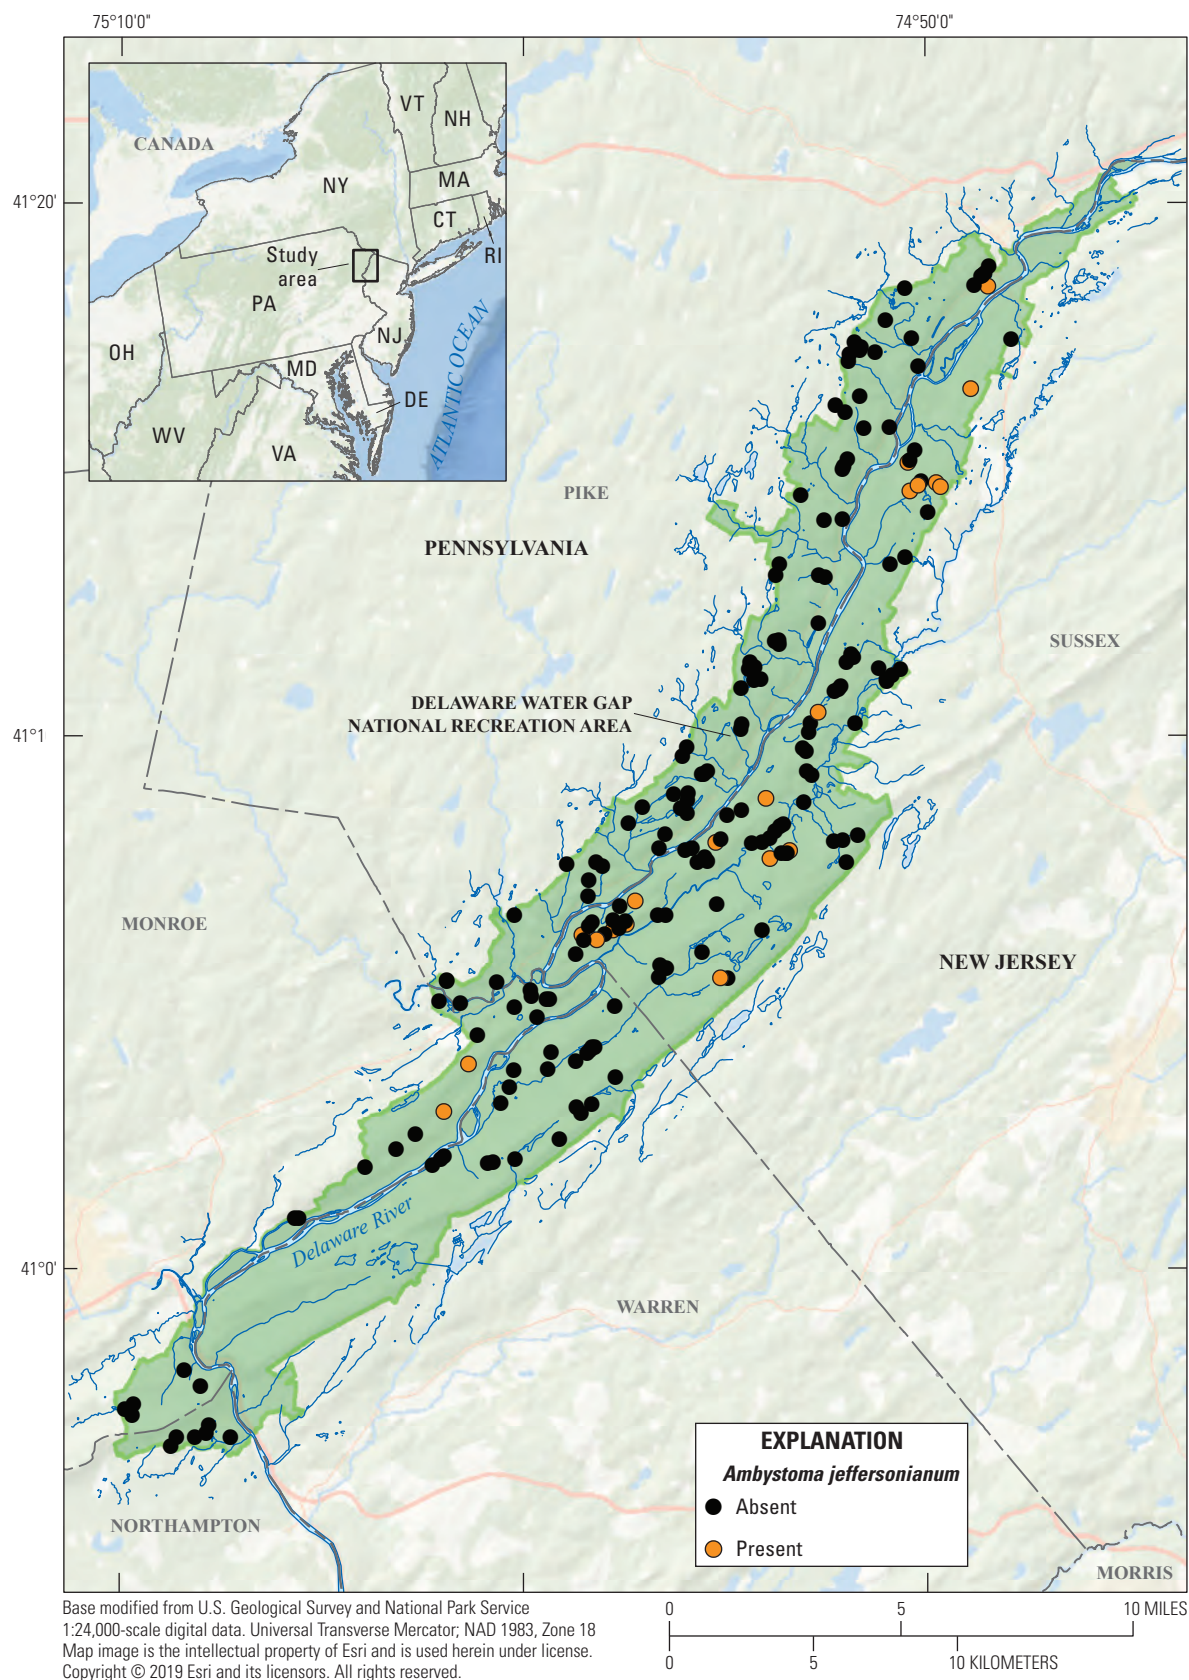 75°10'0"
74°50'0"
41°20'
41°1
41°0'
CANADA
VT
NH
NY
MA
CT
RI
Study
area
PA
NJ
OH
MD
DE
WV
VA
ATLANTIC OCEAN
PIKE
PENNSYLVANIA
SUSSEX
DELAWARE WATER GAP
NATIONAL RECREATION AREA
MONROE
NEW JERSEY
Delaware River
WARREN
NORTHAMPTON
MORRIS
EXPLANATION
Ambystoma jeffersonianum
Absent
Present
Base modified from U.S. Geological Survey and National Park Service
1:24,000-scale digital data. Universal Transverse Mercator; NAD 1983, Zone 18
Map image is the intellectual property of Esri and is used herein under license.
Copyright © 2019 Esri and its licensors. All rights reserved.
0 5 10 MILES
0 5 10 KILOMETERS